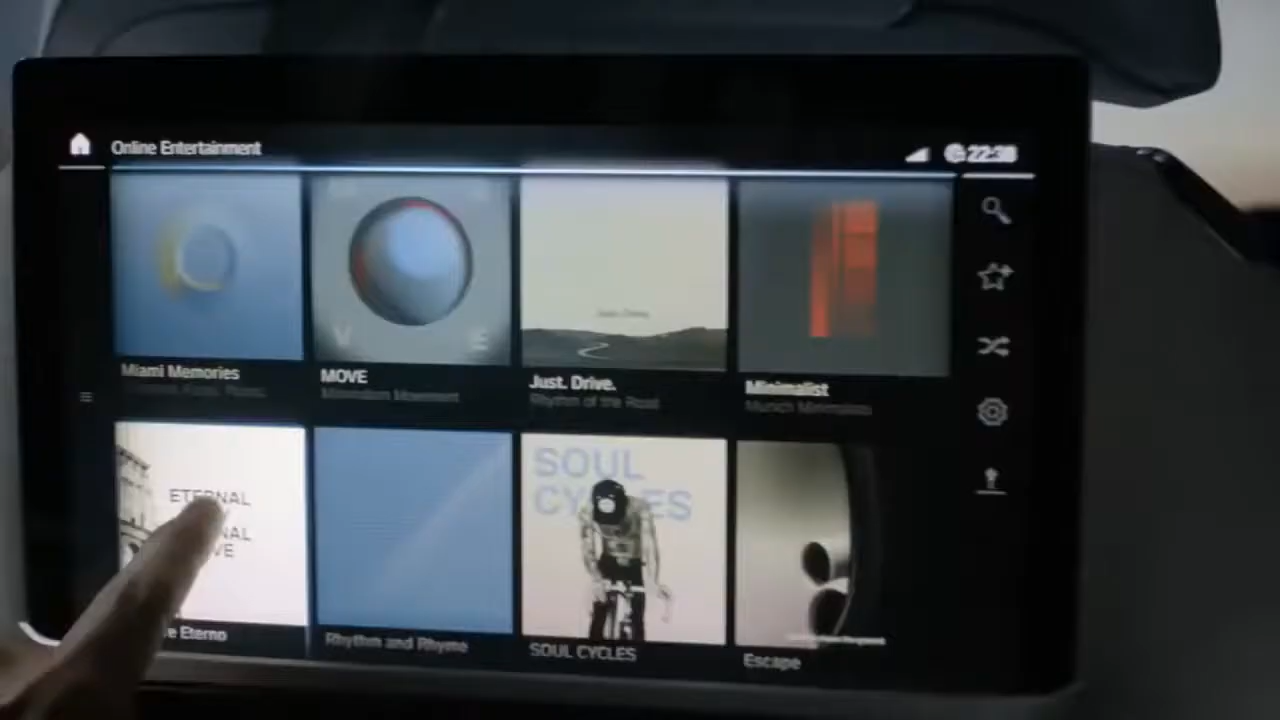 Online Entertainment
22:38
Miami Memories
MOVE
Just. Drive.
Rhythm of the Road
Minimalist
V E
ETERNAL
Eterno
Rhythm and Rhyme
SOUL
CYCLES
SOUL CYCLES
Escape